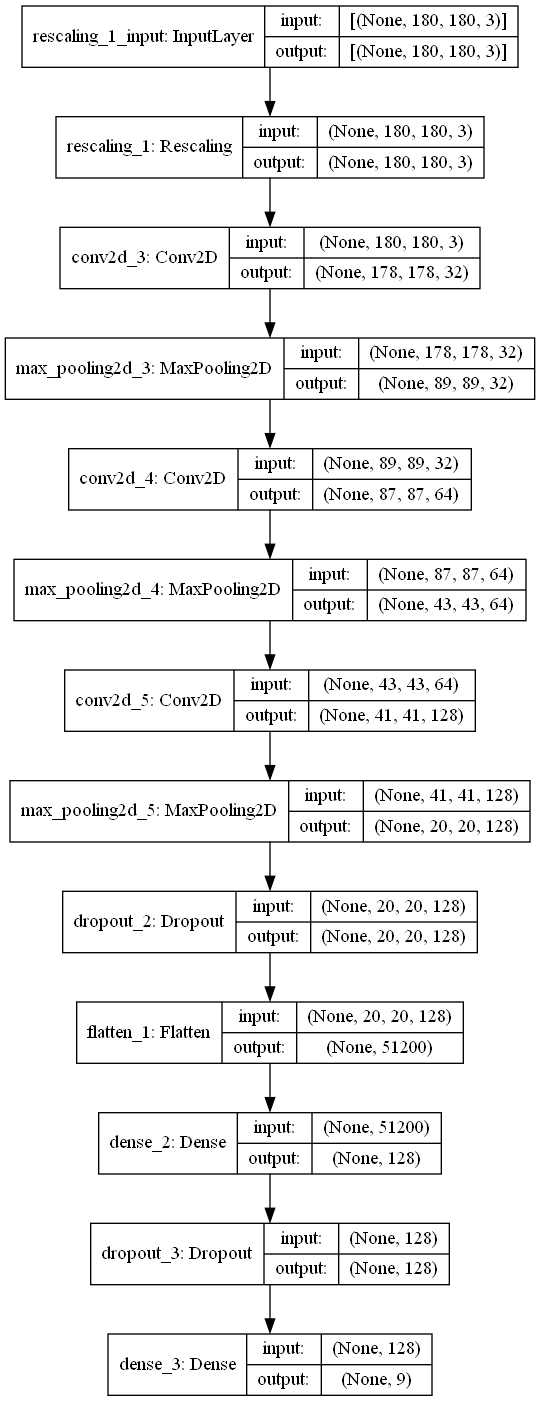 rescaling_1_input: InputLayer input: [(None, 180, 180, 3)]
output: [(None, 180, 180, 3)]
rescaling_1: Rescaling input: (None, 180, 180, 3)
output: (None, 180, 180, 3)
conv2d_3: Conv2D input: (None, 180, 180, 3)
output: (None, 178, 178, 32)
max_pooling2d_3: MaxPooling2D input: (None, 178, 178, 32)
output: (None, 89, 89, 32)
conv2d_4: Conv2D input: (None, 89, 89, 32)
output: (None, 87, 87, 64)
max_pooling2d_4: MaxPooling2D input: (None, 87, 87, 64)
output: (None, 43, 43, 64)
conv2d_5: Conv2D input: (None, 43, 43, 64)
output: (None, 41, 41, 128)
max_pooling2d_5: MaxPooling2D input: (None, 41, 41, 128)
output: (None, 20, 20, 128)
dropout_2: Dropout input: (None, 20, 20, 128)
output: (None, 20, 20, 128)
flatten_1: Flatten input: (None, 20, 20, 128)
output: (None, 51200)
dense_2: Dense input: (None, 51200)
output: (None, 128)
dropout_3: Dropout input: (None, 128)
output: (None, 128)
dense_3: Dense input: (None, 128)
output: (None, 9)